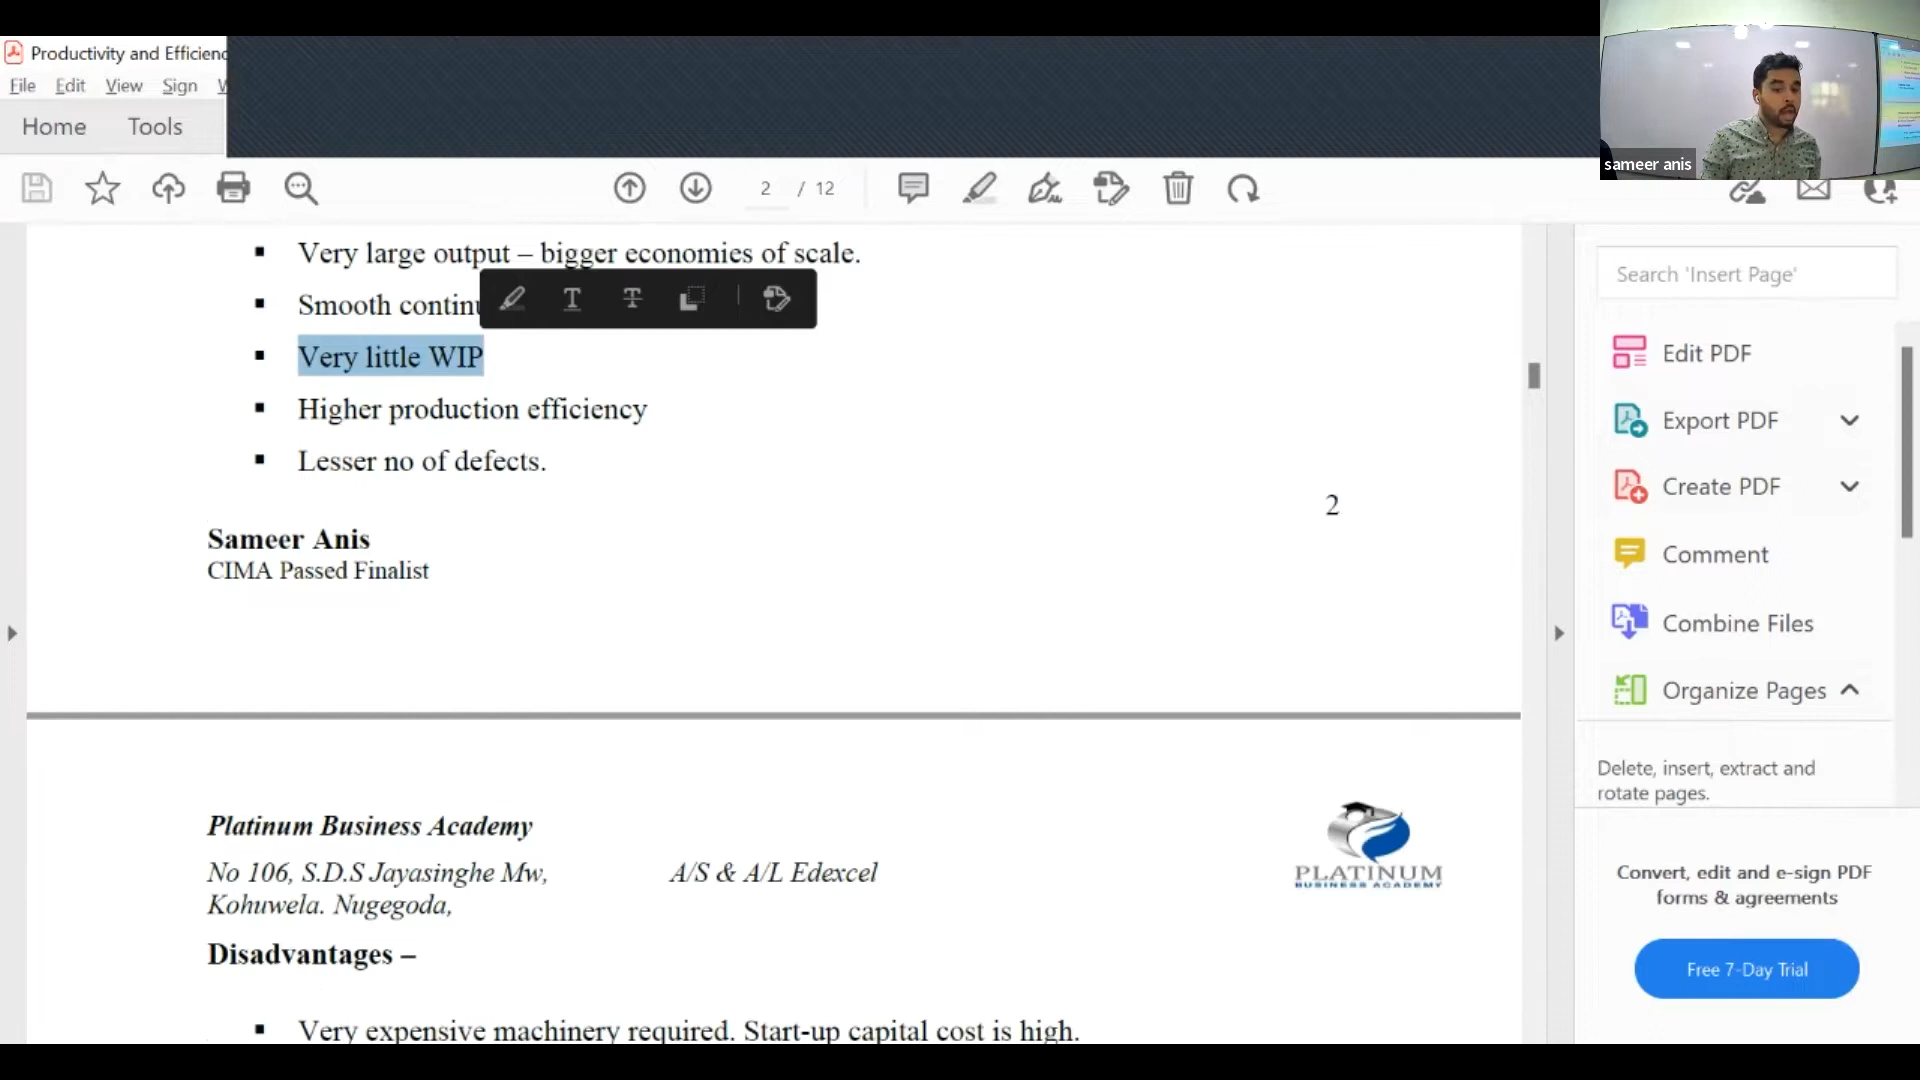 Productivity and Efficienc
File Edit View Sign W
Home Tools
sameer anis
2 / 12
▪ Very large output – bigger economies of scale.
▪ Smooth contin
▪ Very little WIP
▪ Higher production efficiency
▪ Lesser no of defects.
2
Sameer Anis
CIMA Passed Finalist
Platinum Business Academy
No 106, S.D.S Jayasinghe Mw, A/S & A/L Edexcel
Kohuwela. Nugegoda,
PLATINUM
BUSINESS ACADEMY
Disadvantages –
▪ Very expensive machinery required. Start-up capital cost is high.
Search 'Insert Page'
Edit PDF
Export PDF
Create PDF
Comment
Combine Files
Organize Pages
Delete, insert, extract and
rotate pages.
Convert, edit and e-sign PDF
forms & agreements
Free 7-Day Trial